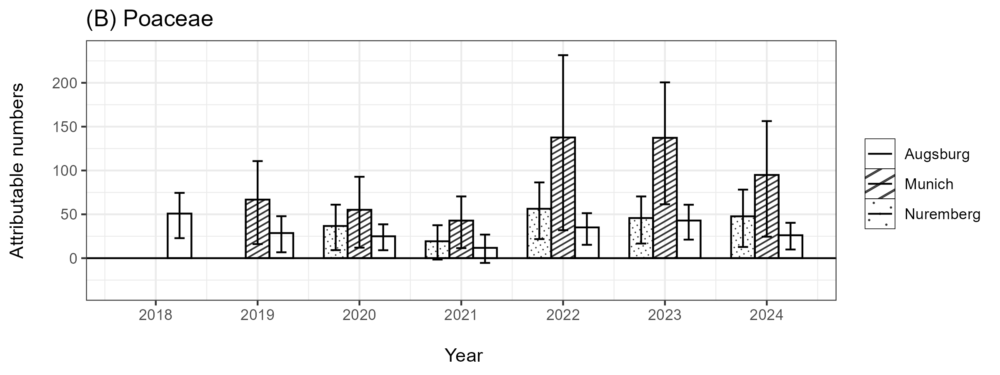 (B) Poaceae
Attributable numbers
200
150
100
50
0
2018 2019 2020 2021 2022 2023 2024
Year
Augsburg
Munich
Nuremberg